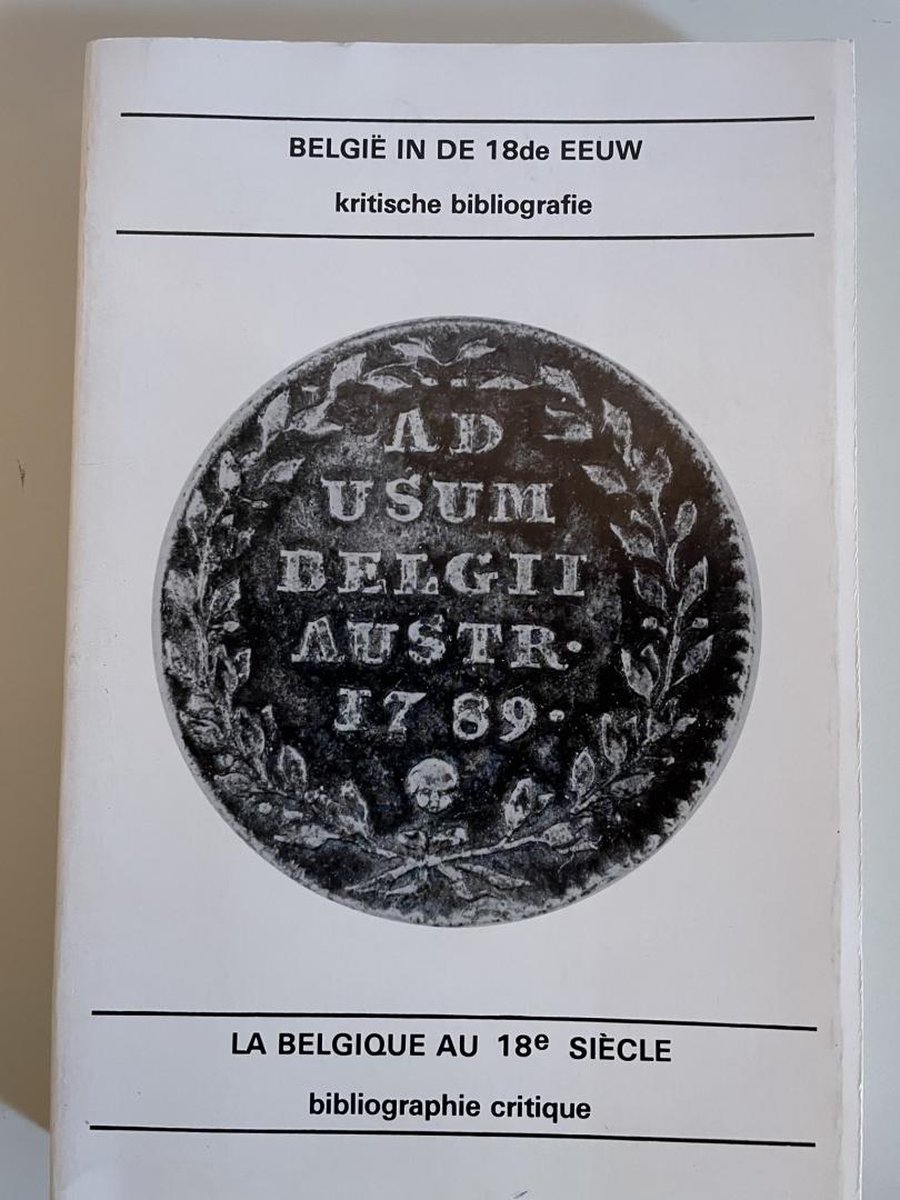 BELGIË IN DE 18de EEUW
kritische bibliografie
AD
USUM
BELGII
AUSTR·
1789·
LA BELGIQUE AU 18e SIÈCLE
bibliographie critique